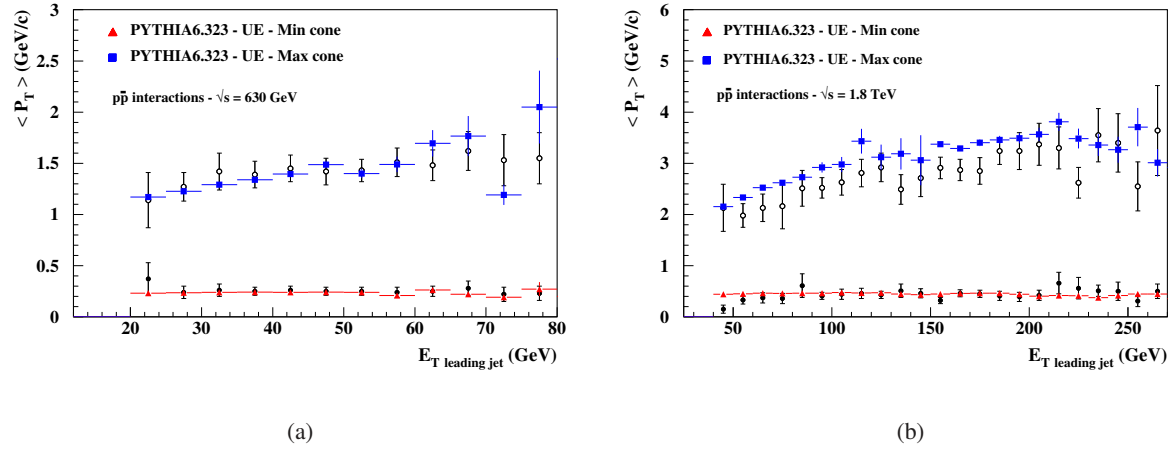 < P_T > (GeV/c)
3
2.5
2
1.5
1
0.5
0
PYTHIA6.323 - UE - Min cone
PYTHIA6.323 - UE - Max cone
pp̄ interactions - √s = 630 GeV
20 30 40 50 60 70 80
E_T leading jet (GeV)
(a)
< P_T > (GeV/c)
6
5
4
3
2
1
0
PYTHIA6.323 - UE - Min cone
PYTHIA6.323 - UE - Max cone
pp̄ interactions - √s = 1.8 TeV
50 100 150 200 250
E_T leading jet (GeV)
(b)